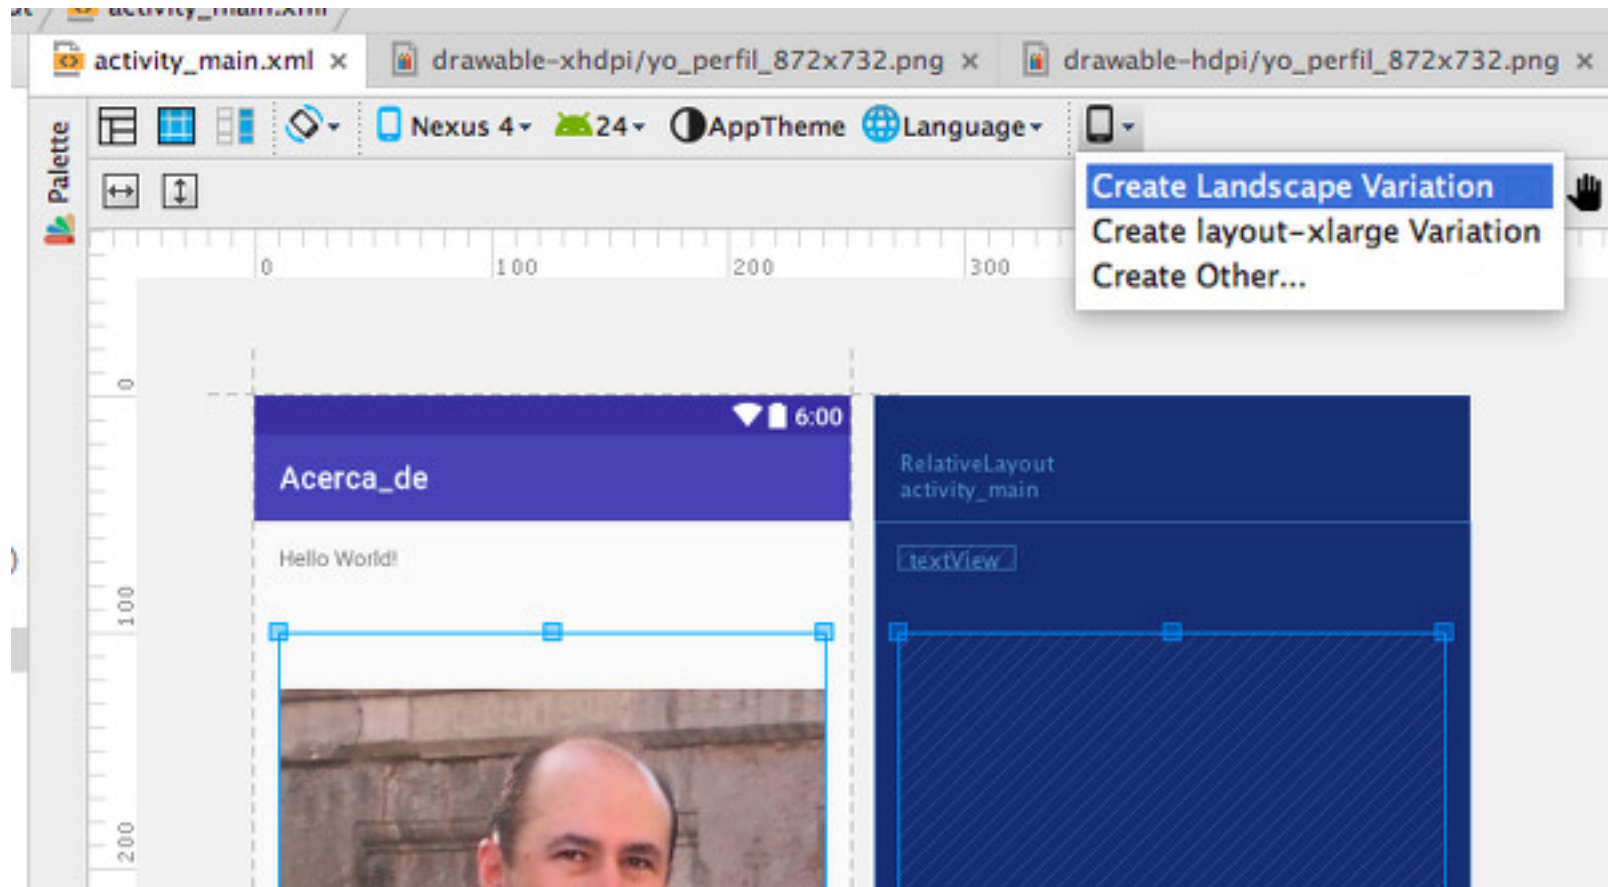 activity_main.xml
activity_main.xml × drawable-xhdpi/yo_perfil_872x732.png × drawable-hdpi/yo_perfil_872x732.png ×
Palette
Nexus 4 24 AppTheme Language
Create Landscape Variation
Create layout-xlarge Variation
Create Other...
0 100 200 300
0
100
200
6:00
Acerca_de
Hello World!
RelativeLayout
activity_main
textView